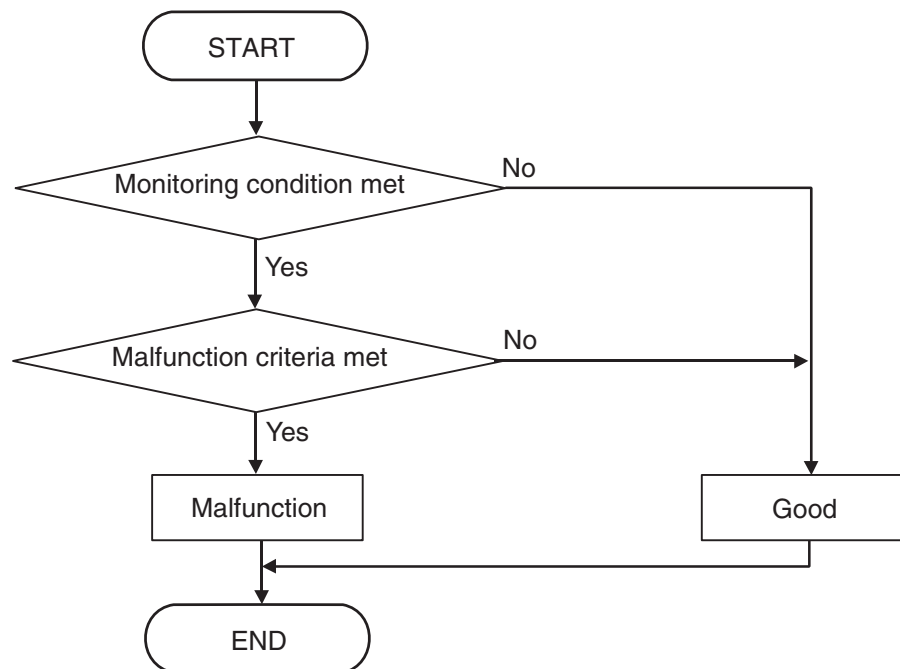 START
Monitoring condition met
No
Yes
Malfunction criteria met
No
Yes
Malfunction
Good
END